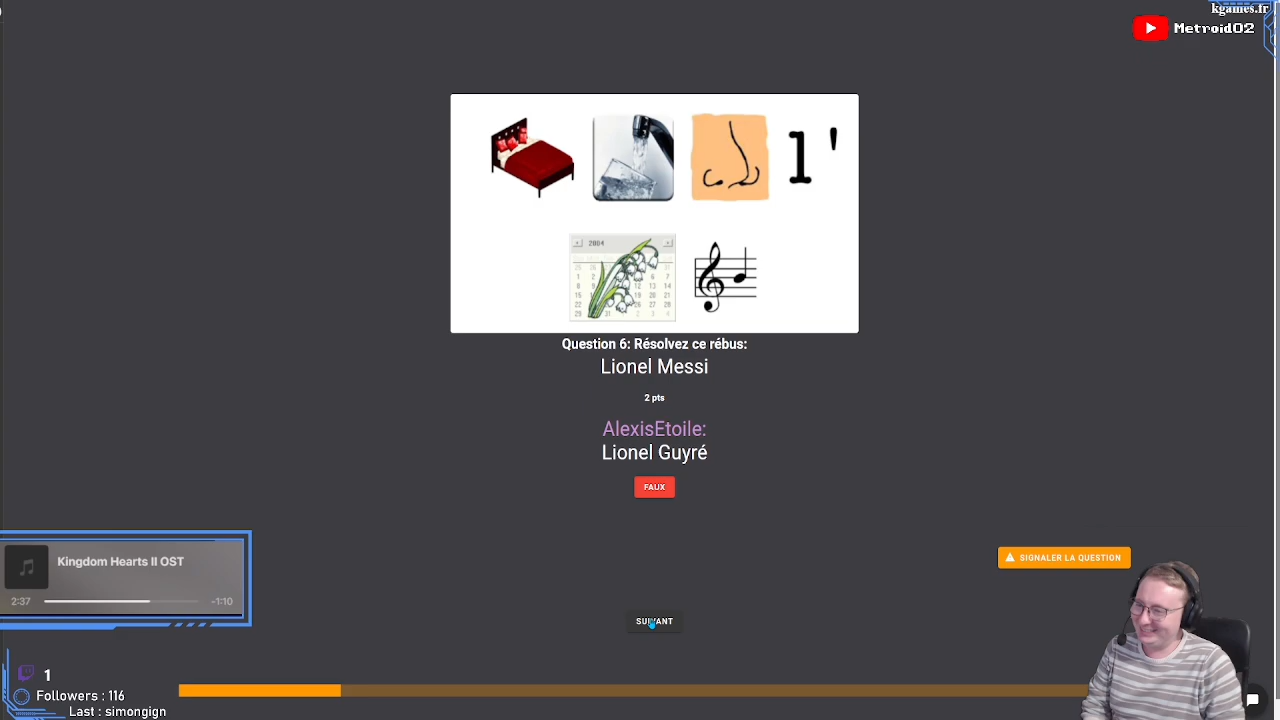 kgames.fr
Metroid02
l'
2004
Question 6: Résolvez ce rébus:
Lionel Messi
2 pts
AlexisEtoile:
Lionel Guyré
FAUX
Kingdom Hearts II OST
2:37 -1:10
SIGNALER LA QUESTION
SUIVANT
1
Followers : 116
Last : simongign